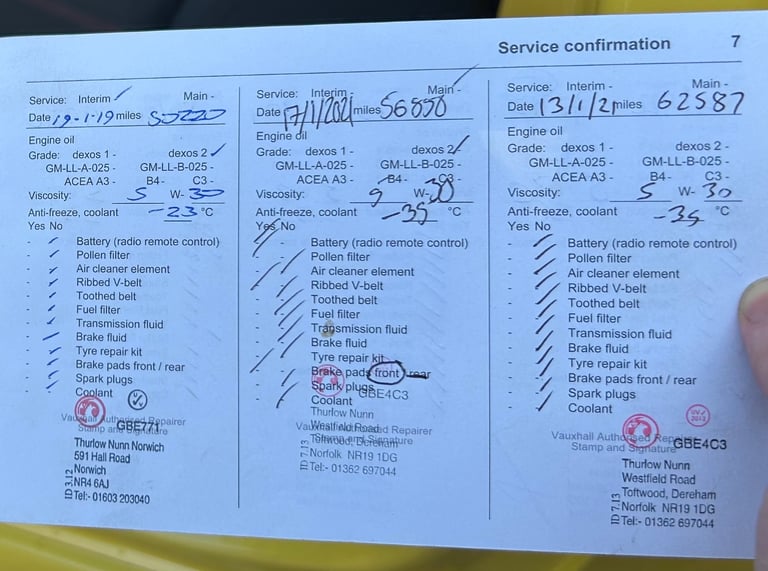 Service confirmation 7
Service: Interim Main -
Date 19-1-19 miles 50220
Engine oil
Grade: dexos 1 - dexos 2
GM-LL-A-025 - GM-LL-B-025 -
ACEA A3 - B4- C3 -
Viscosity: 5 W- 30
Anti-freeze, coolant -23 °C
Yes No
Battery (radio remote control)
Pollen filter
Air cleaner element
Ribbed V-belt
Toothed belt
Fuel filter
Transmission fluid
Brake fluid
Tyre repair kit
Brake pads front / rear
Spark plugs
Coolant
Vauxhall Authorised Repairer
Stamp and Signature
GBE771
Thurlow Nunn Norwich
591 Hall Road
Norwich
NR4 6AJ
Tel:- 01603 203040
ID 3.12
Service: Interim - Main -
Date 17/1/2021 miles 56850
Engine oil
Grade: dexos 1 - dexos 2
GM-LL-A-025 - GM-LL-B-025 -
ACEA A3 - B4- C3 -
Viscosity: W- 30
Anti-freeze, coolant -35 °C
Yes No
Battery (radio remote control)
Pollen filter
Air cleaner element
Ribbed V-belt
Toothed belt
Fuel filter
Transmission fluid
Brake fluid
Tyre repair kit
Brake pads front / rear
Spark plugs
Coolant
GBE4C3
Thurlow Nunn
Westfield Road
Vauxhall Authorised Repairer
Stamp and Signature
Toftwood, Dereham
Norfolk NR19 1DG
Tel:- 01362 697044
ID 7.13
Service: Interim - Main -
Date 13/1/21 miles 62587
Engine oil
Grade: dexos 1 - dexos 2 -
GM-LL-A-025 - GM-LL-B-025 -
ACEA A3 - B4 - C3 -
Viscosity: 5 W- 30
Anti-freeze, coolant -35 °C
Yes No
Battery (radio remote control)
Pollen filter
Air cleaner element
Ribbed V-belt
Toothed belt
Fuel filter
Transmission fluid
Brake fluid
Tyre repair kit
Brake pads front / rear
Spark plugs
Coolant
Vauxhall Authorised Repairer
Stamp and Signature
GBE4C3
Thurlow Nunn
Westfield Road
Toftwood, Dereham
Norfolk NR19 1DG
Tel:- 01362 697044
ID 7.13